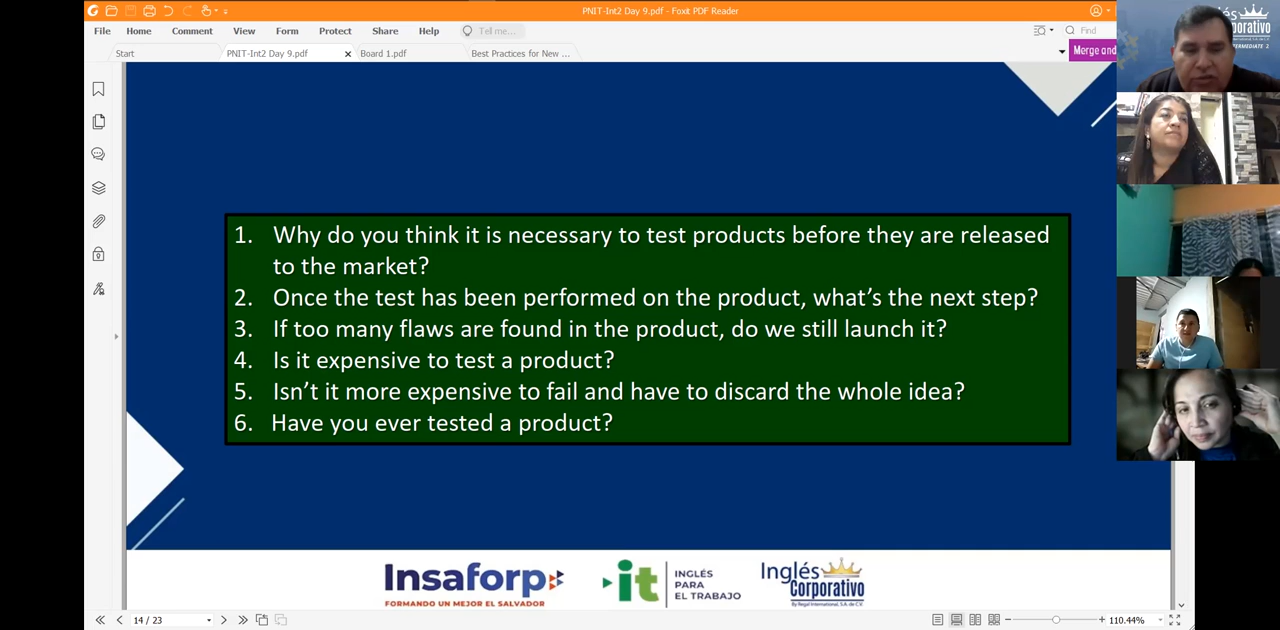 PNIT-Int2 Day 9.pdf - Foxit PDF Reader
File Home Comment View Form Protect Share Help Tell me... Find
Start PNIT-Int2 Day 9.pdf Board 1.pdf Best Practices for New ... Merge and
1. Why do you think it is necessary to test products before they are released
to the market?
2. Once the test has been performed on the product, what’s the next step?
3. If too many flaws are found in the product, do we still launch it?
4. Is it expensive to test a product?
5. Isn’t it more expensive to fail and have to discard the whole idea?
6. Have you ever tested a product?
Insaforp
FORMANDO UN MEJOR EL SALVADOR
it
INGLÉS
PARA
EL TRABAJO
Inglés
Corporativo
By Regal International, S.A. de C.V.
14 / 23
110.44%